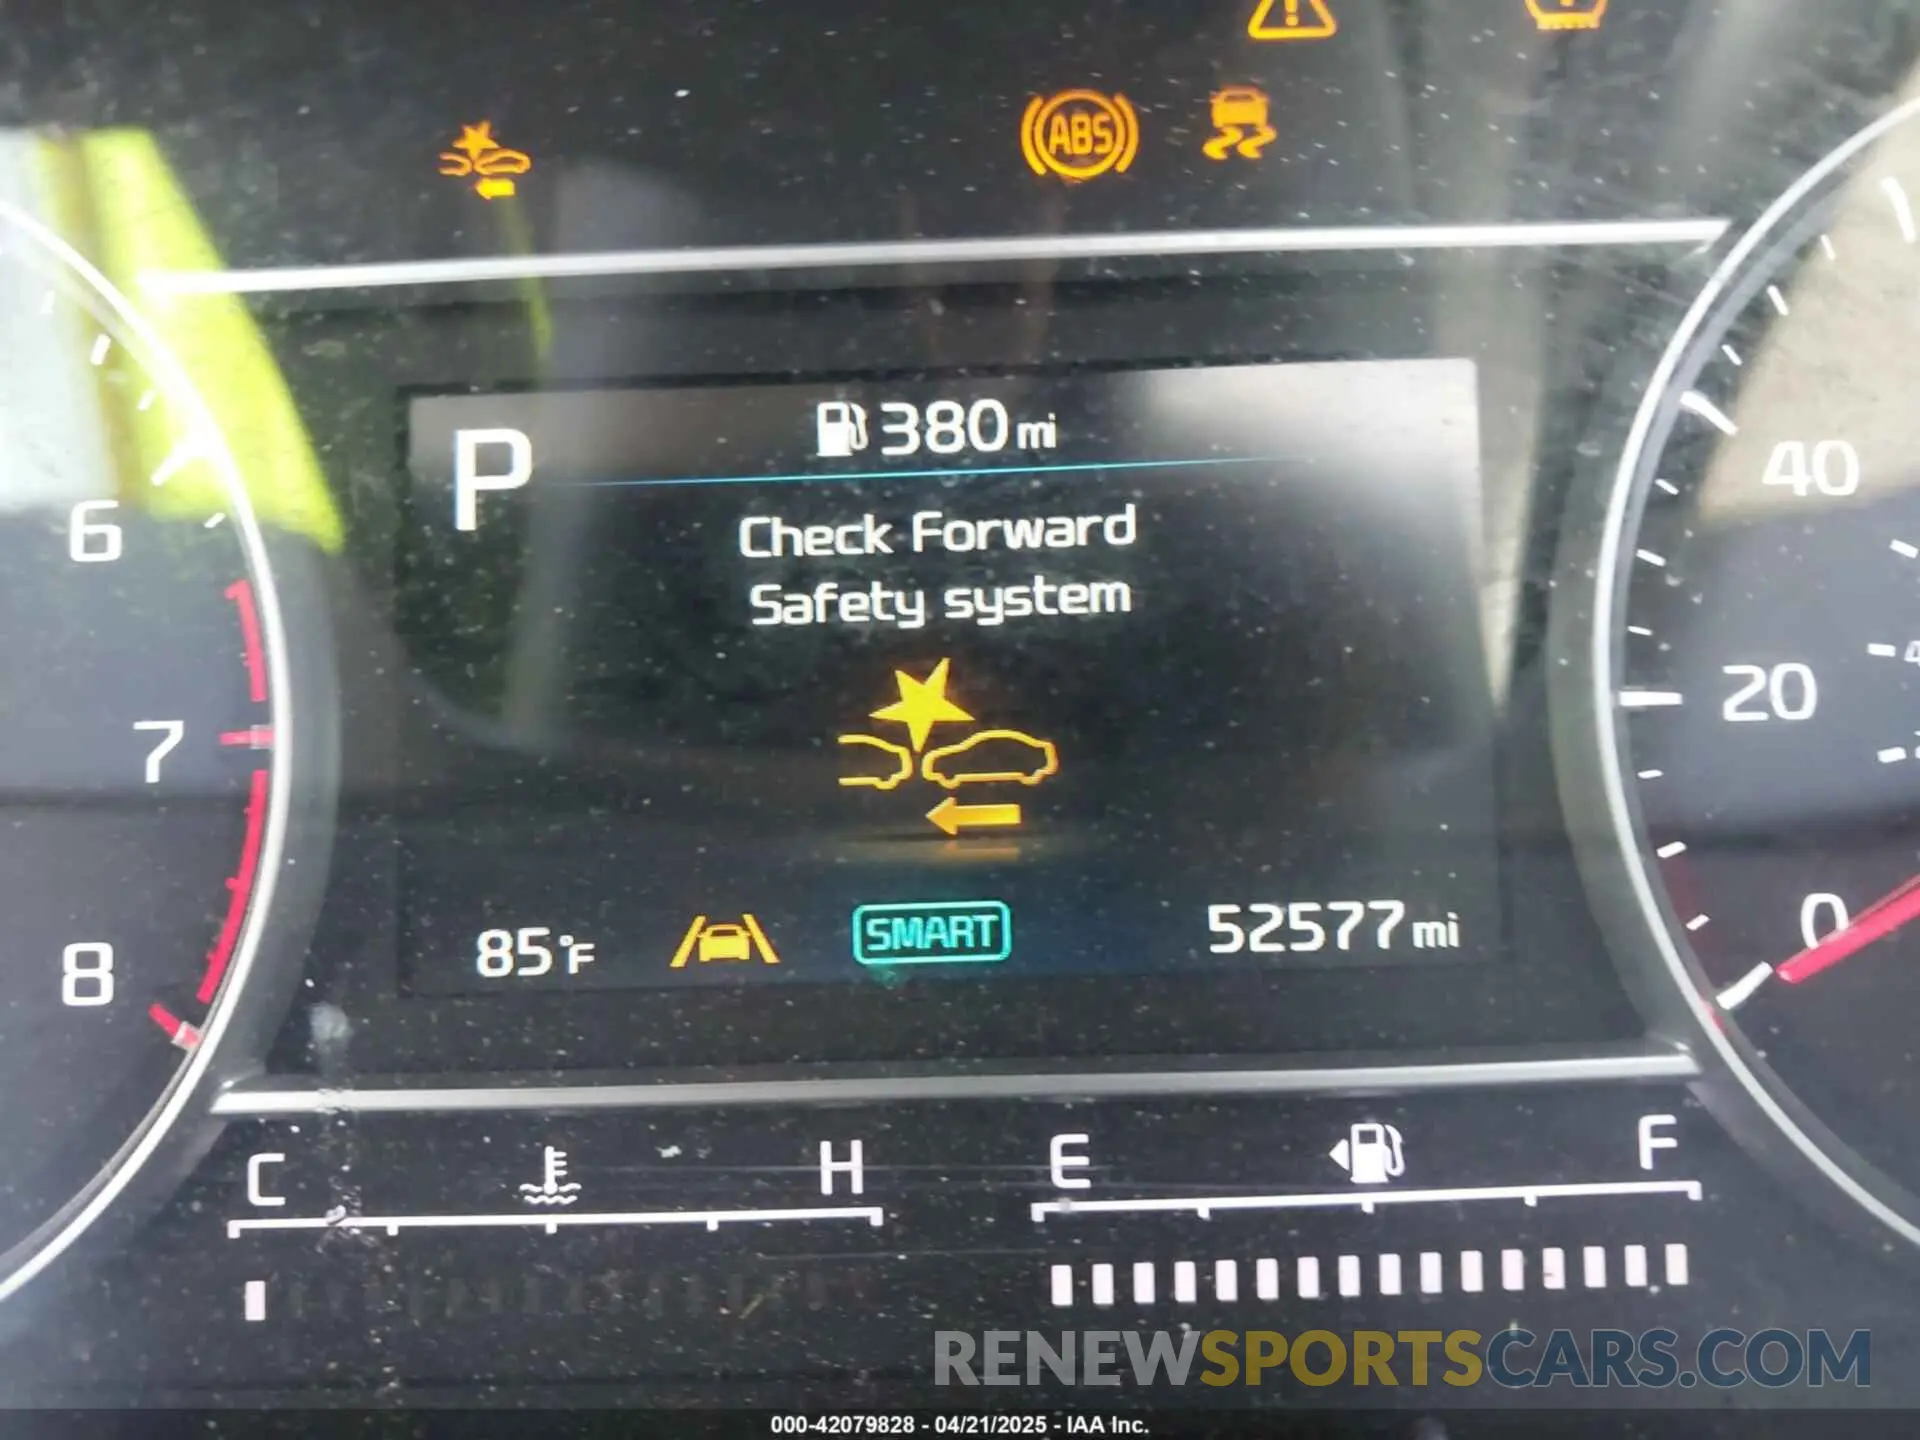 ABS
P
380 mi
Check Forward
Safety system
85°F
SMART
52577 mi
6
7
8
40
20
0
C
H
E
F
RENEWSPORTSCARS.COM
000-42079828 - 04/21/2025 - IAA Inc.